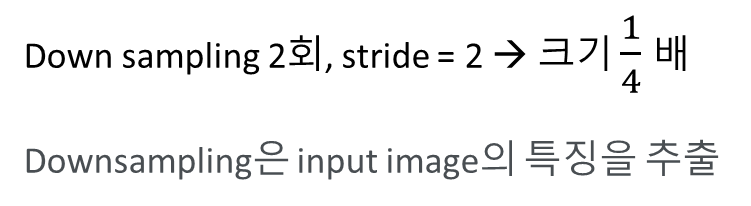 Down sampling 2회, stride = 2 → 크기 1/4 배
Downsampling은 input image의 특징을 추출